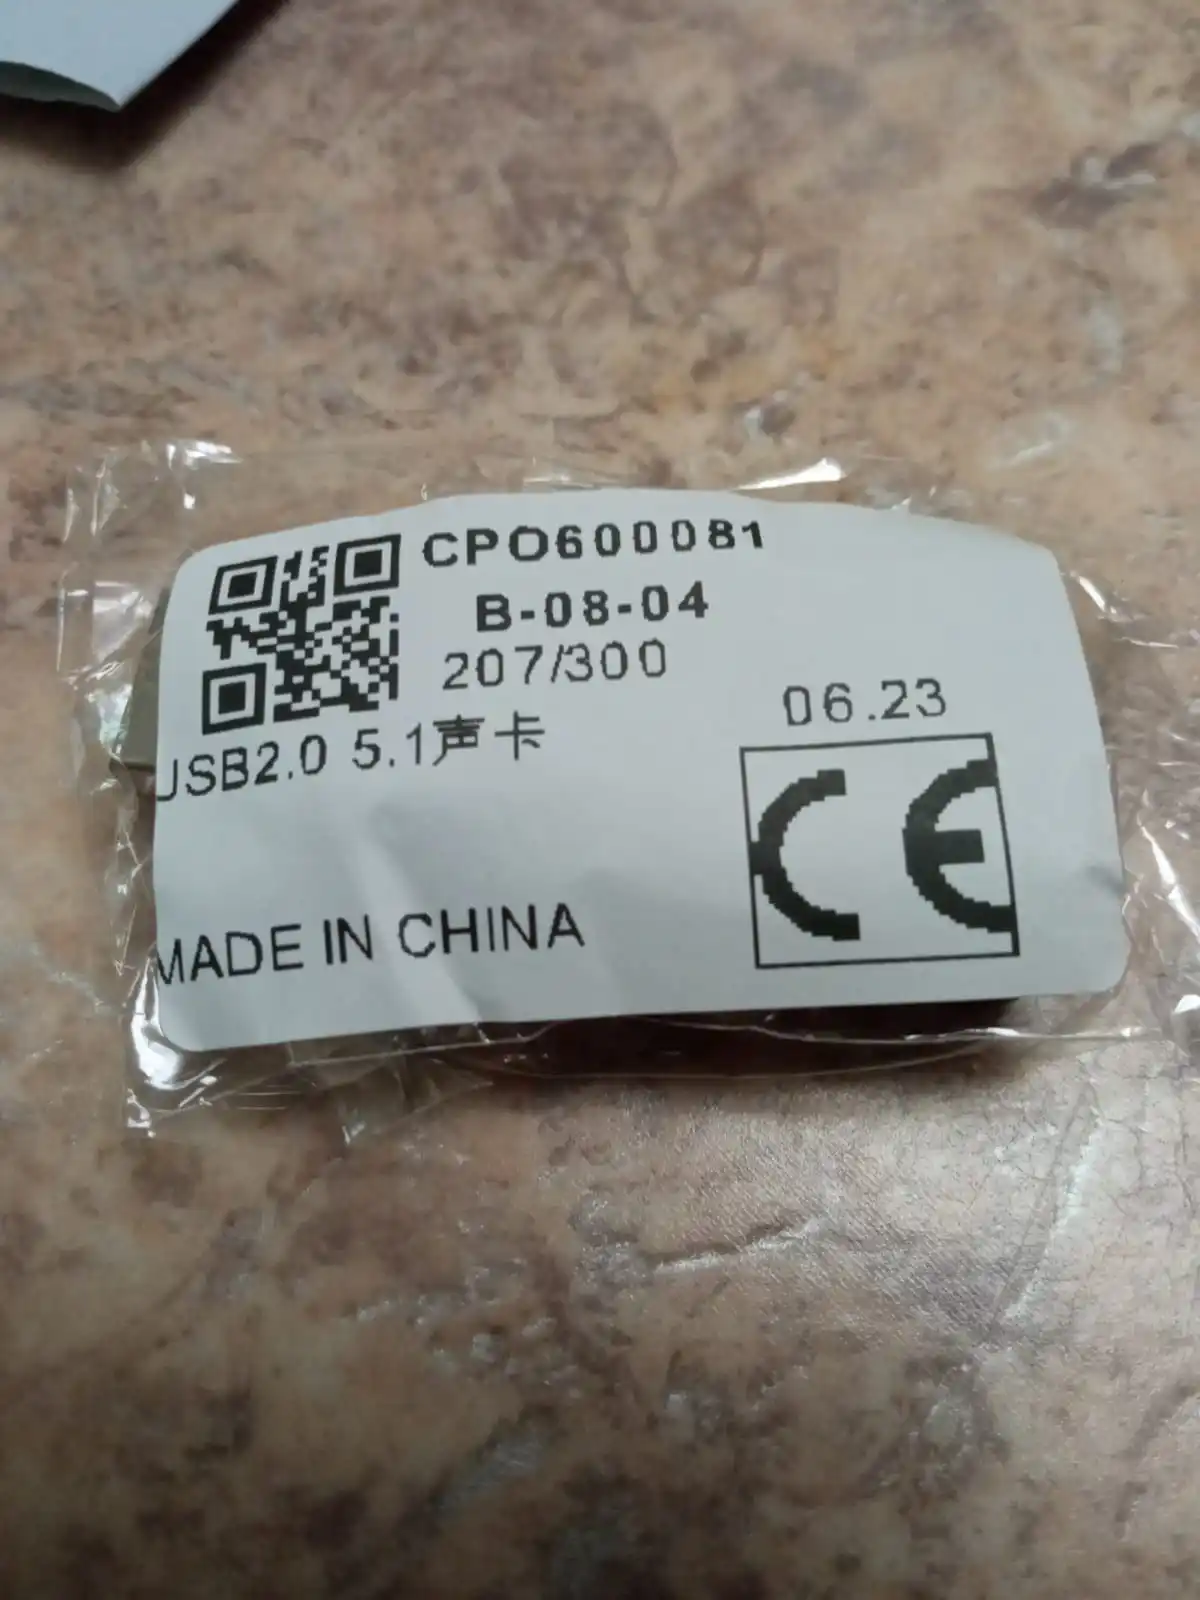 CPO600081
B-08-04
207/300
06.23
USB2.0 5.1声卡
CE
MADE IN CHINA